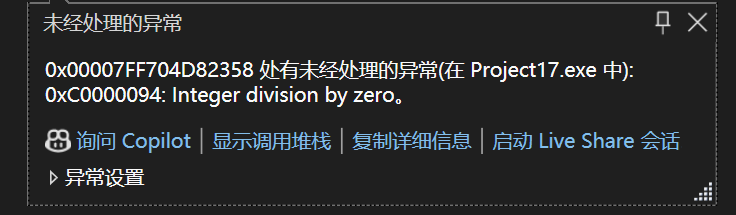 未经处理的异常
0x00007FF704D82358 处有未经处理的异常(在 Project17.exe 中):
0xC0000094: Integer division by zero。
询问 Copilot | 显示调用堆栈 | 复制详细信息 | 启动 Live Share 会话
异常设置